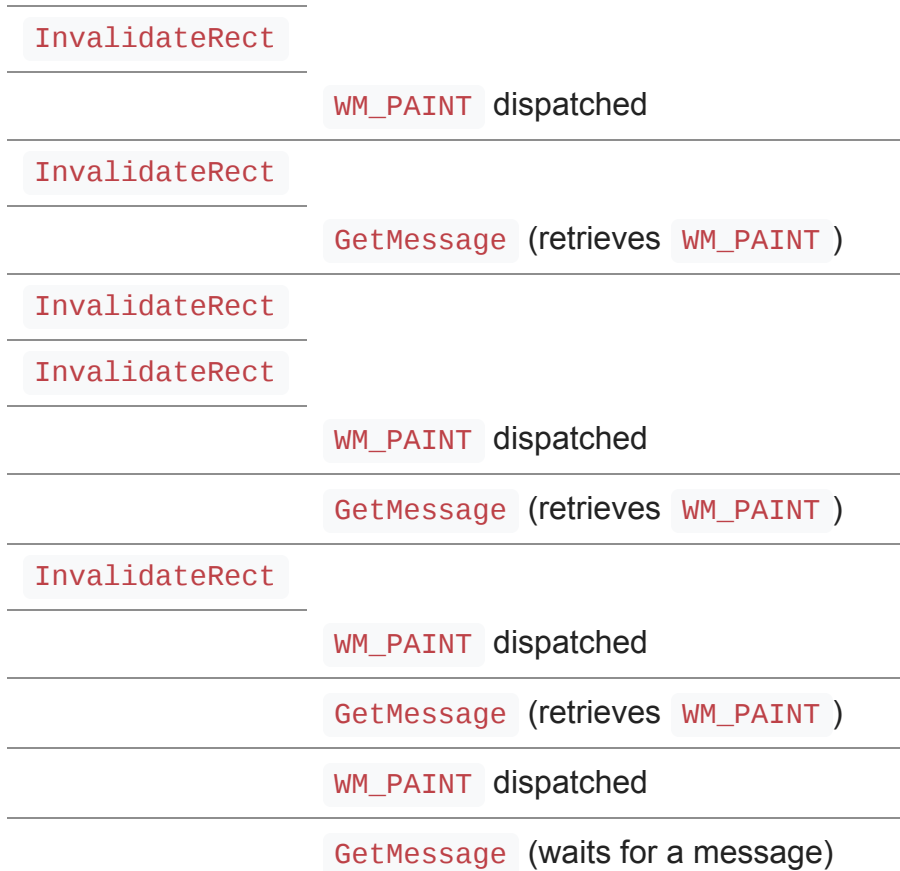 InvalidateRect
WM_PAINT dispatched
InvalidateRect
GetMessage (retrieves WM_PAINT)
InvalidateRect
InvalidateRect
WM_PAINT dispatched
GetMessage (retrieves WM_PAINT)
InvalidateRect
WM_PAINT dispatched
GetMessage (retrieves WM_PAINT)
WM_PAINT dispatched
GetMessage (waits for a message)